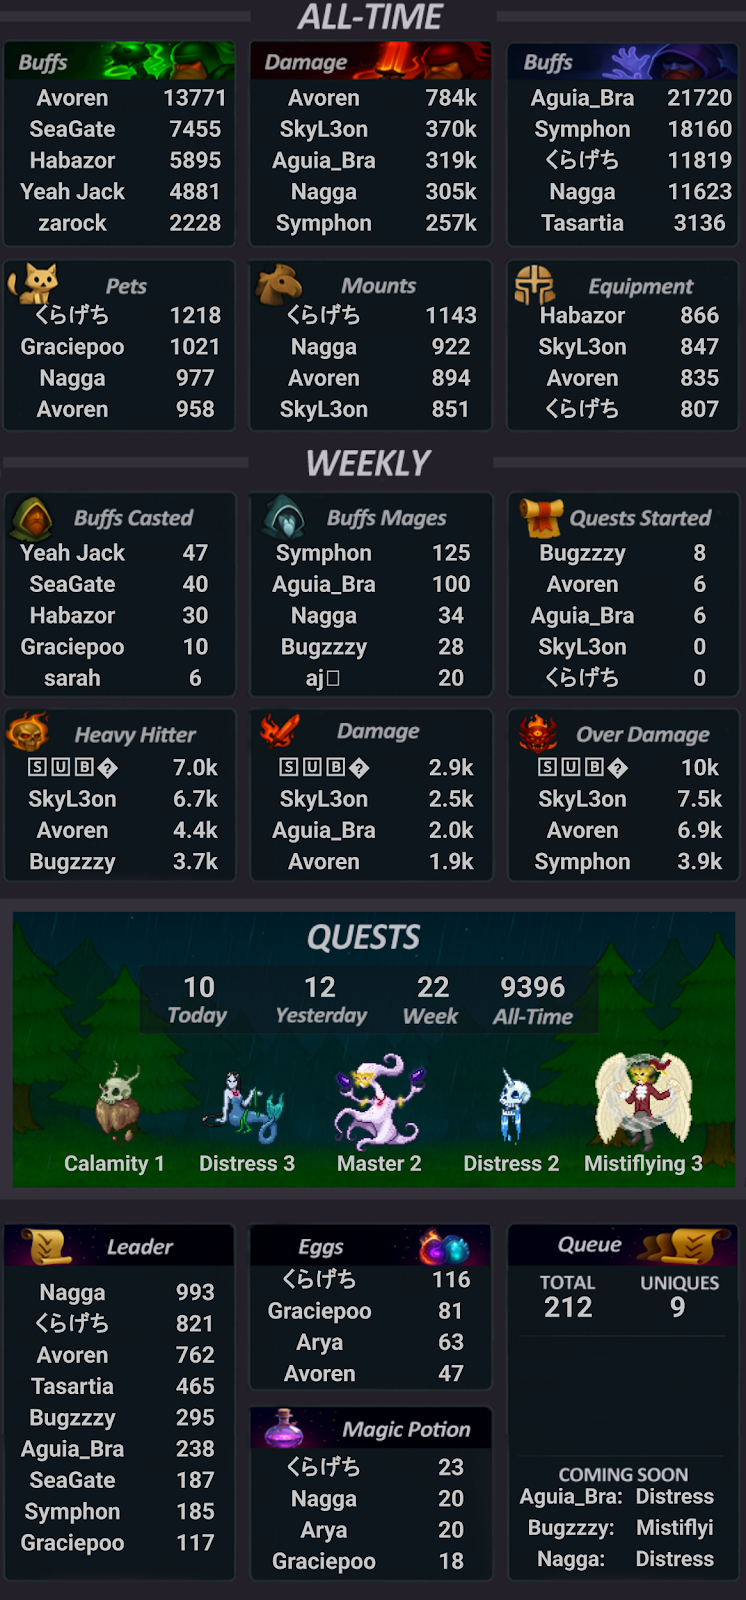 ALL-TIME
Buffs
Avoren 13771
SeaGate 7455
Habazor 5895
Yeah Jack 4881
zarock 2228
Damage
Avoren 784k
SkyL3on 370k
Aguia_Bra 319k
Nagga 305k
Symphon 257k
Buffs
Aguia_Bra 21720
Symphon 18160
くらげち 11819
Nagga 11623
Tasartia 3136
Pets
くらげち 1218
Graciepoo 1021
Nagga 977
Avoren 958
Mounts
くらげち 1143
Nagga 922
Avoren 894
SkyL3on 851
Equipment
Habazor 866
SkyL3on 847
Avoren 835
くらげち 807
WEEKLY
Buffs Casted
Yeah Jack 47
SeaGate 40
Habazor 30
Graciepoo 10
sarah 6
Buffs Mages
Symphon 125
Aguia_Bra 100
Nagga 34
Bugzzzy 28
aj▯ 20
Quests Started
Bugzzzy 8
Avoren 6
Aguia_Bra 6
SkyL3on 0
くらげち 0
Heavy Hitter
🅂🅄🄱� 7.0k
SkyL3on 6.7k
Avoren 4.4k
Bugzzzy 3.7k
Damage
🅂🅄🄱� 2.9k
SkyL3on 2.5k
Aguia_Bra 2.0k
Avoren 1.9k
Over Damage
🅂🅄🄱� 10k
SkyL3on 7.5k
Avoren 6.9k
Symphon 3.9k
QUESTS
10 12 22 9396
Today Yesterday Week All-Time
Calamity 1 Distress 3 Master 2 Distress 2 Mistiflying 3
Leader
Nagga 993
くらげち 821
Avoren 762
Tasartia 465
Bugzzzy 295
Aguia_Bra 238
SeaGate 187
Symphon 185
Graciepoo 117
Eggs
くらげち 116
Graciepoo 81
Arya 63
Avoren 47
Magic Potion
くらげち 23
Nagga 20
Arya 20
Graciepoo 18
Queue
TOTAL UNIQUES
212 9
COMING SOON
Aguia_Bra: Distress
Bugzzzy: Mistiflyi
Nagga: Distress